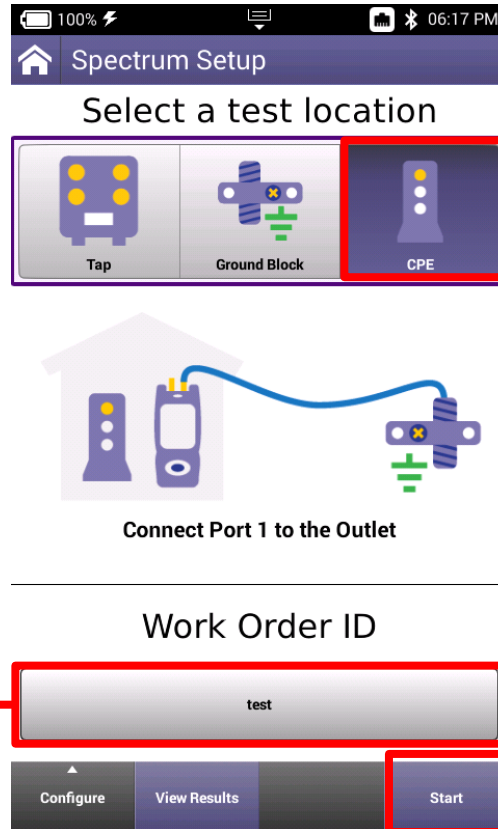 100% 06:17 PM
Spectrum Setup
Select a test location
Tap Ground Block CPE
Connect Port 1 to the Outlet
Work Order ID
test
Configure View Results Start